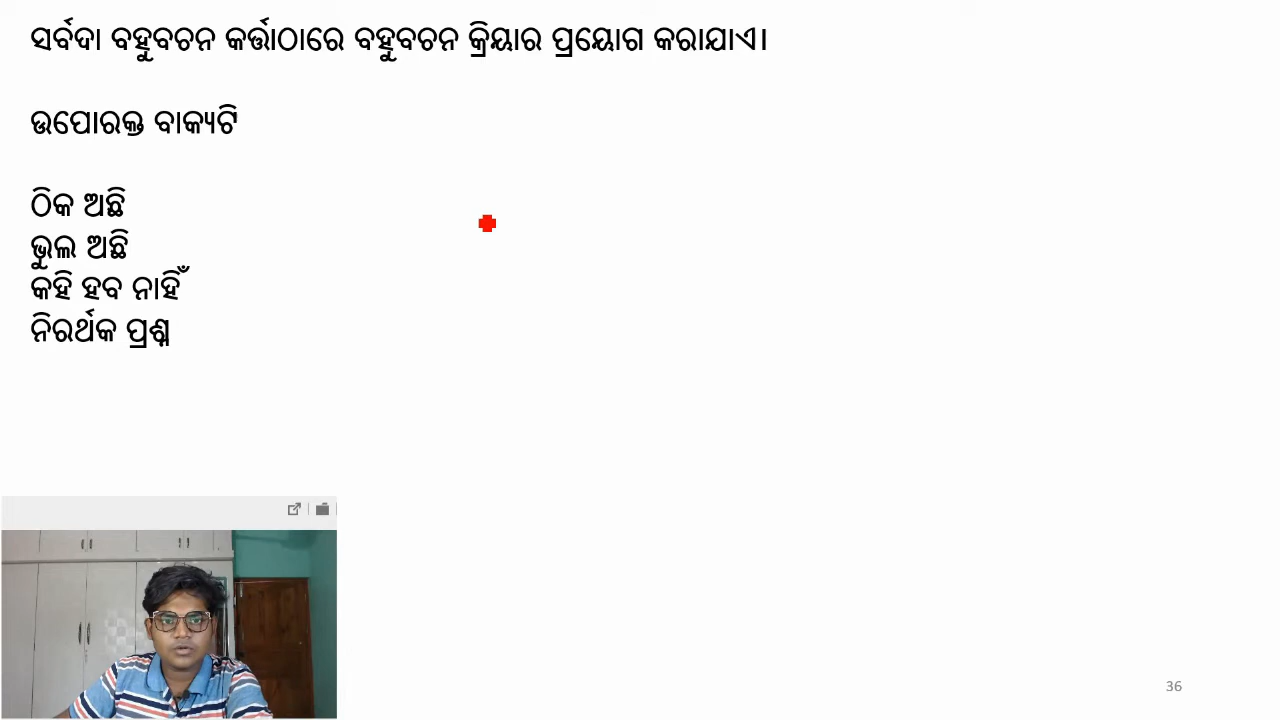 ସର୍ବଦା ବହୁବଚନ କର୍ତ୍ତାଠାରେ ବହୁବଚନ କ୍ରିୟାର ପ୍ରୟୋଗ କରାଯାଏ।
ଉପୋରକ୍ତ ବାକ୍ୟଟି
ଠିକ ଅଛି
ଭୁଲ ଅଛି
କହି ହବ ନାହିଁ
ନିରର୍ଥକ ପ୍ରଶ୍ନ
36